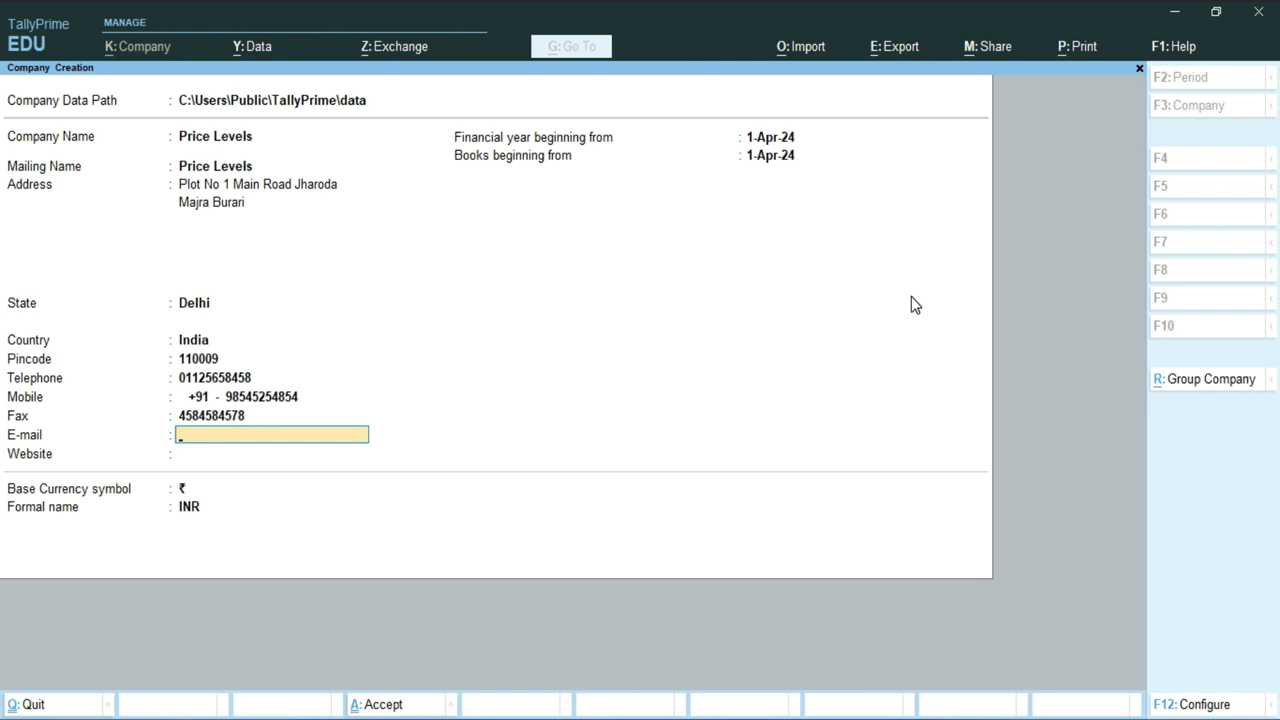 TallyPrime
EDU
MANAGE
K: Company
Y: Data
Z: Exchange
G: Go To
O: Import
E: Export
M: Share
P: Print
F1: Help
Company Creation
Company Data Path : C:\Users\Public\TallyPrime\data
Company Name : Price Levels
Financial year beginning from : 1-Apr-24
Books beginning from : 1-Apr-24
Mailing Name : Price Levels
Address : Plot No 1 Main Road Jharoda
Majra Burari
State : Delhi
Country : India
Pincode : 110009
Telephone : 01125658458
Mobile : +91 - 98545254854
Fax : 4584584578
E-mail :
Website :
Base Currency symbol : ₹
Formal name : INR
F2: Period
F3: Company
F4
F5
F6
F7
F8
F9
F10
R: Group Company
Q: Quit
A: Accept
F12: Configure